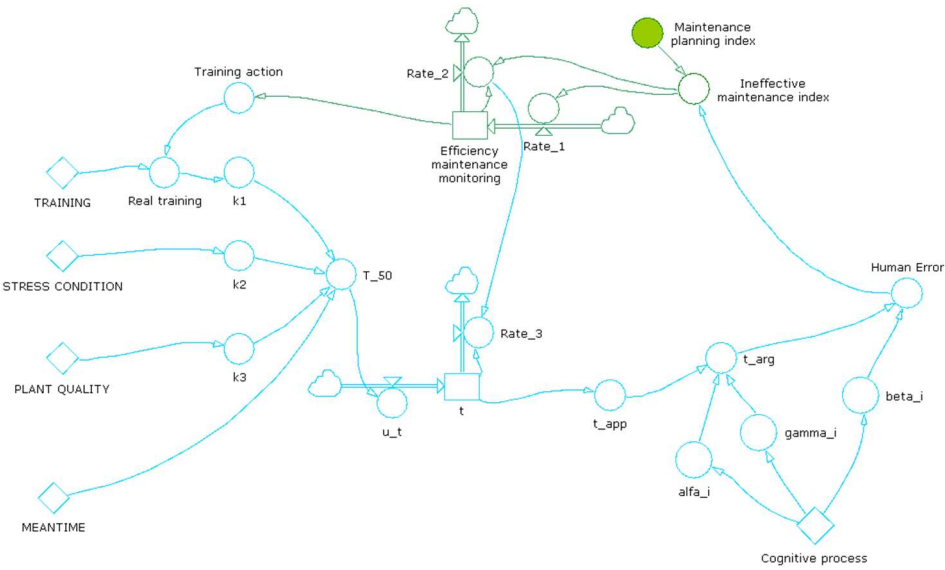 Maintenance
planning index
Training action
Rate_2
Ineffective
maintenance index
Efficiency
maintenance
monitoring
Rate_1
TRAINING
Real training
k1
STRESS CONDITION
k2
T_50
Human Error
Rate_3
PLANT QUALITY
k3
t_arg
u_t
t
t_app
beta_i
gamma_i
alfa_i
MEANTIME
Cognitive process